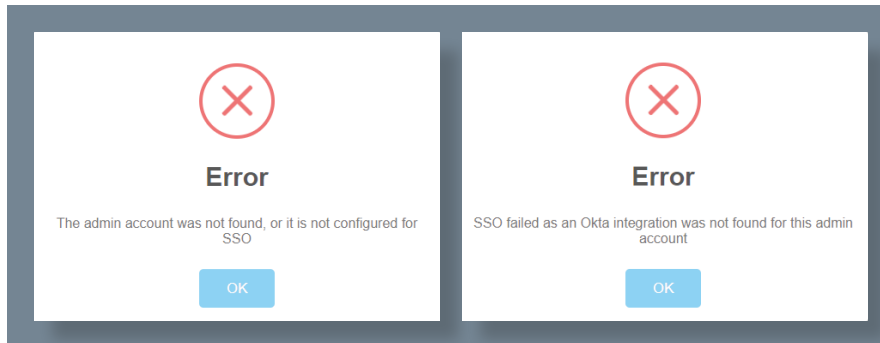 Error
The admin account was not found, or it is not configured for
SSO
OK
Error
SSO failed as an Okta integration was not found for this admin
account
OK